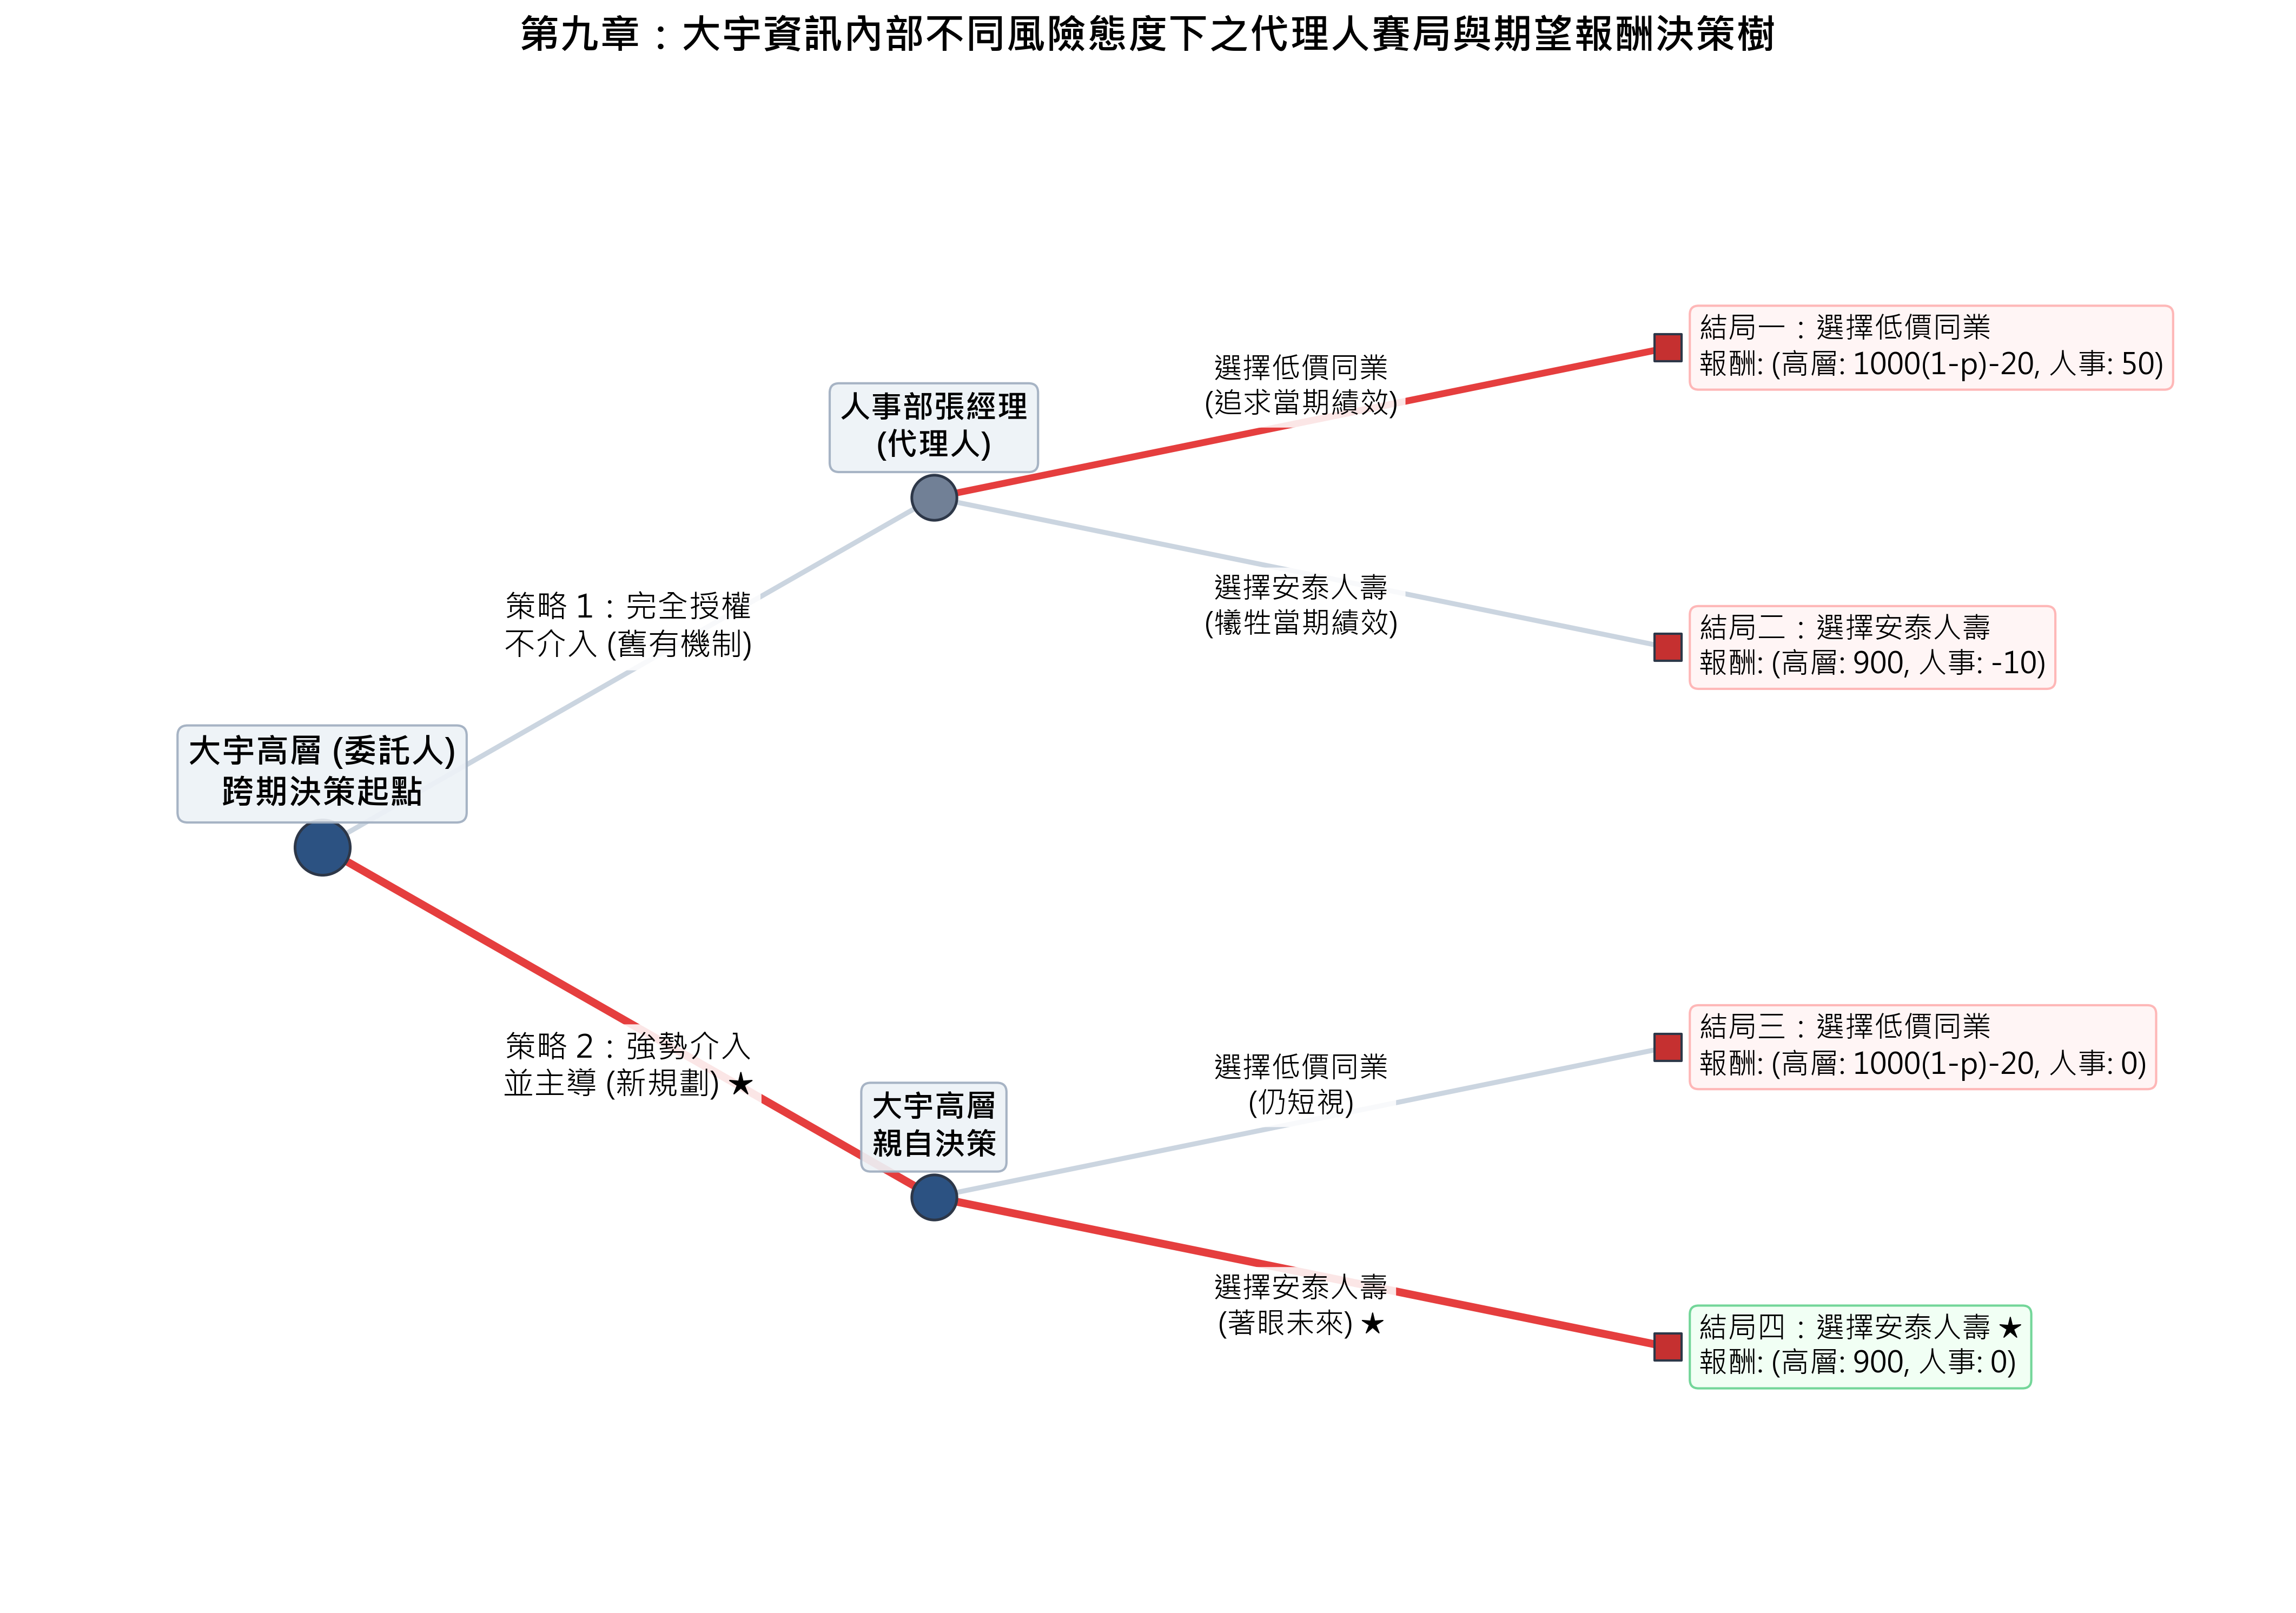 第九章：大宇資訊內部不同風險態度下之代理人賽局與期望報酬決策樹
結局一：選擇低價同業
報酬: (高層: 1000(1-p)-20, 人事: 50)
選擇低價同業
(追求當期績效)
人事部張經理
(代理人)
選擇安泰人壽
(犧牲當期績效)
策略 1：完全授權
不介入 (舊有機制)
結局二：選擇安泰人壽
報酬: (高層: 900, 人事: -10)
大宇高層 (委託人)
跨期決策起點
策略 2：強勢介入
並主導 (新規劃) ★
結局三：選擇低價同業
報酬: (高層: 1000(1-p)-20, 人事: 0)
選擇低價同業
(仍短視)
大宇高層
親自決策
選擇安泰人壽
(著眼未來) ★
結局四：選擇安泰人壽 ★
報酬: (高層: 900, 人事: 0)